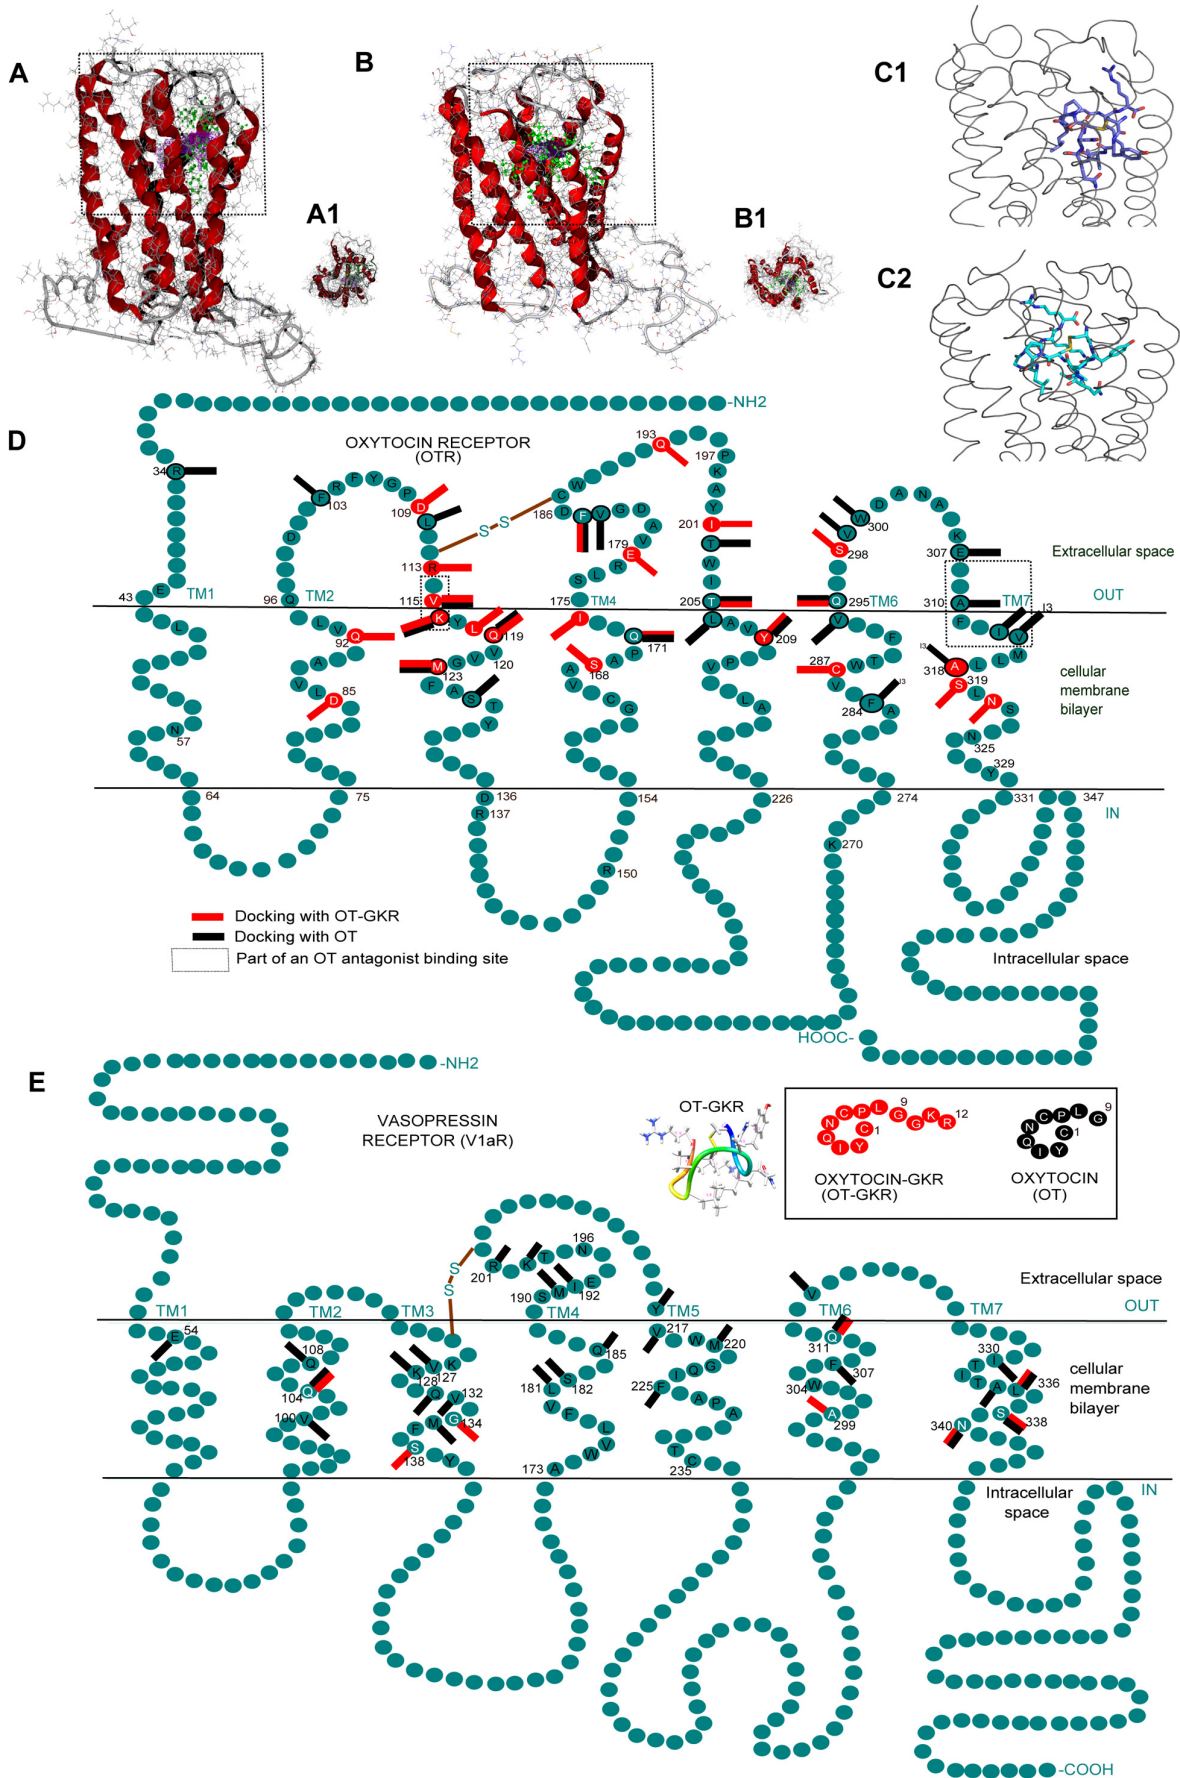 A
B
C1
A1
B1
C2
D
-NH2
OXYTOCIN RECEPTOR
(OTR)
34 R
F 103
R F Y G P
D 109
L
S S
C W
193 Q
197 P
K
A
Y
201 I
T
W
I
205 T
186 D F V G D
A
V
179 E
R
L
S
175
S 298
V
W 300
D A N A
K
307 E
310 A
Extracellular space
OUT
43 E
TM1
D
96 Q
TM2
113 R
115 V
TM4
Q 295
TM6
TM7
L
L V Q
92
A
L V
D 85
N 57
K Y L Q 119
V
V 120
G
M 123
F A S
T
Y
I
Q 171
P
A
S 168
A
V C G
L A V Y 209
P V
L A
V
F
T
W
C 287
V
F 284
A
I3
F I V
I3
M
L
L
A 318
I3
S 319
L N
S
N 325
Y 329
cellular
membrane
bilayer
64
75
D 136
R 137
154
R 150
226
274
K 270
331
347
IN
Docking with OT-GKR
Docking with OT
Part of an OT antagonist binding site
Intracellular space
HOOC-
E
-NH2
VASOPRESSIN
RECEPTOR (V1aR)
OT-GKR
N C P L G G K R
9
12
Q I Y C 1
OXYTOCIN-GKR
(OT-GKR)
N C P L G
9
Q I Y C 1
OXYTOCIN
(OT)
S
S
201 R
K T N
196
E
I 192
M
190 S
Y
V
Extracellular space
OUT
TM1
TM2
TM3
TM4
TM5
TM6
TM7
E 54
108
Q
104 Q
100 V
K 128
V 127
K
Q V 132
F M G 134
S 138
Y
Q 185
S 182
181 L
V F L
V
W
173 A
V 217
W M 220
G
Q
I
225 F
A P A
T
C 235
Q 311
F 307
304 W
A 299
330 I
T
I T A L 336
S 338
340 N
cellular
membrane
bilayer
Intracellular
space
IN
-COOH